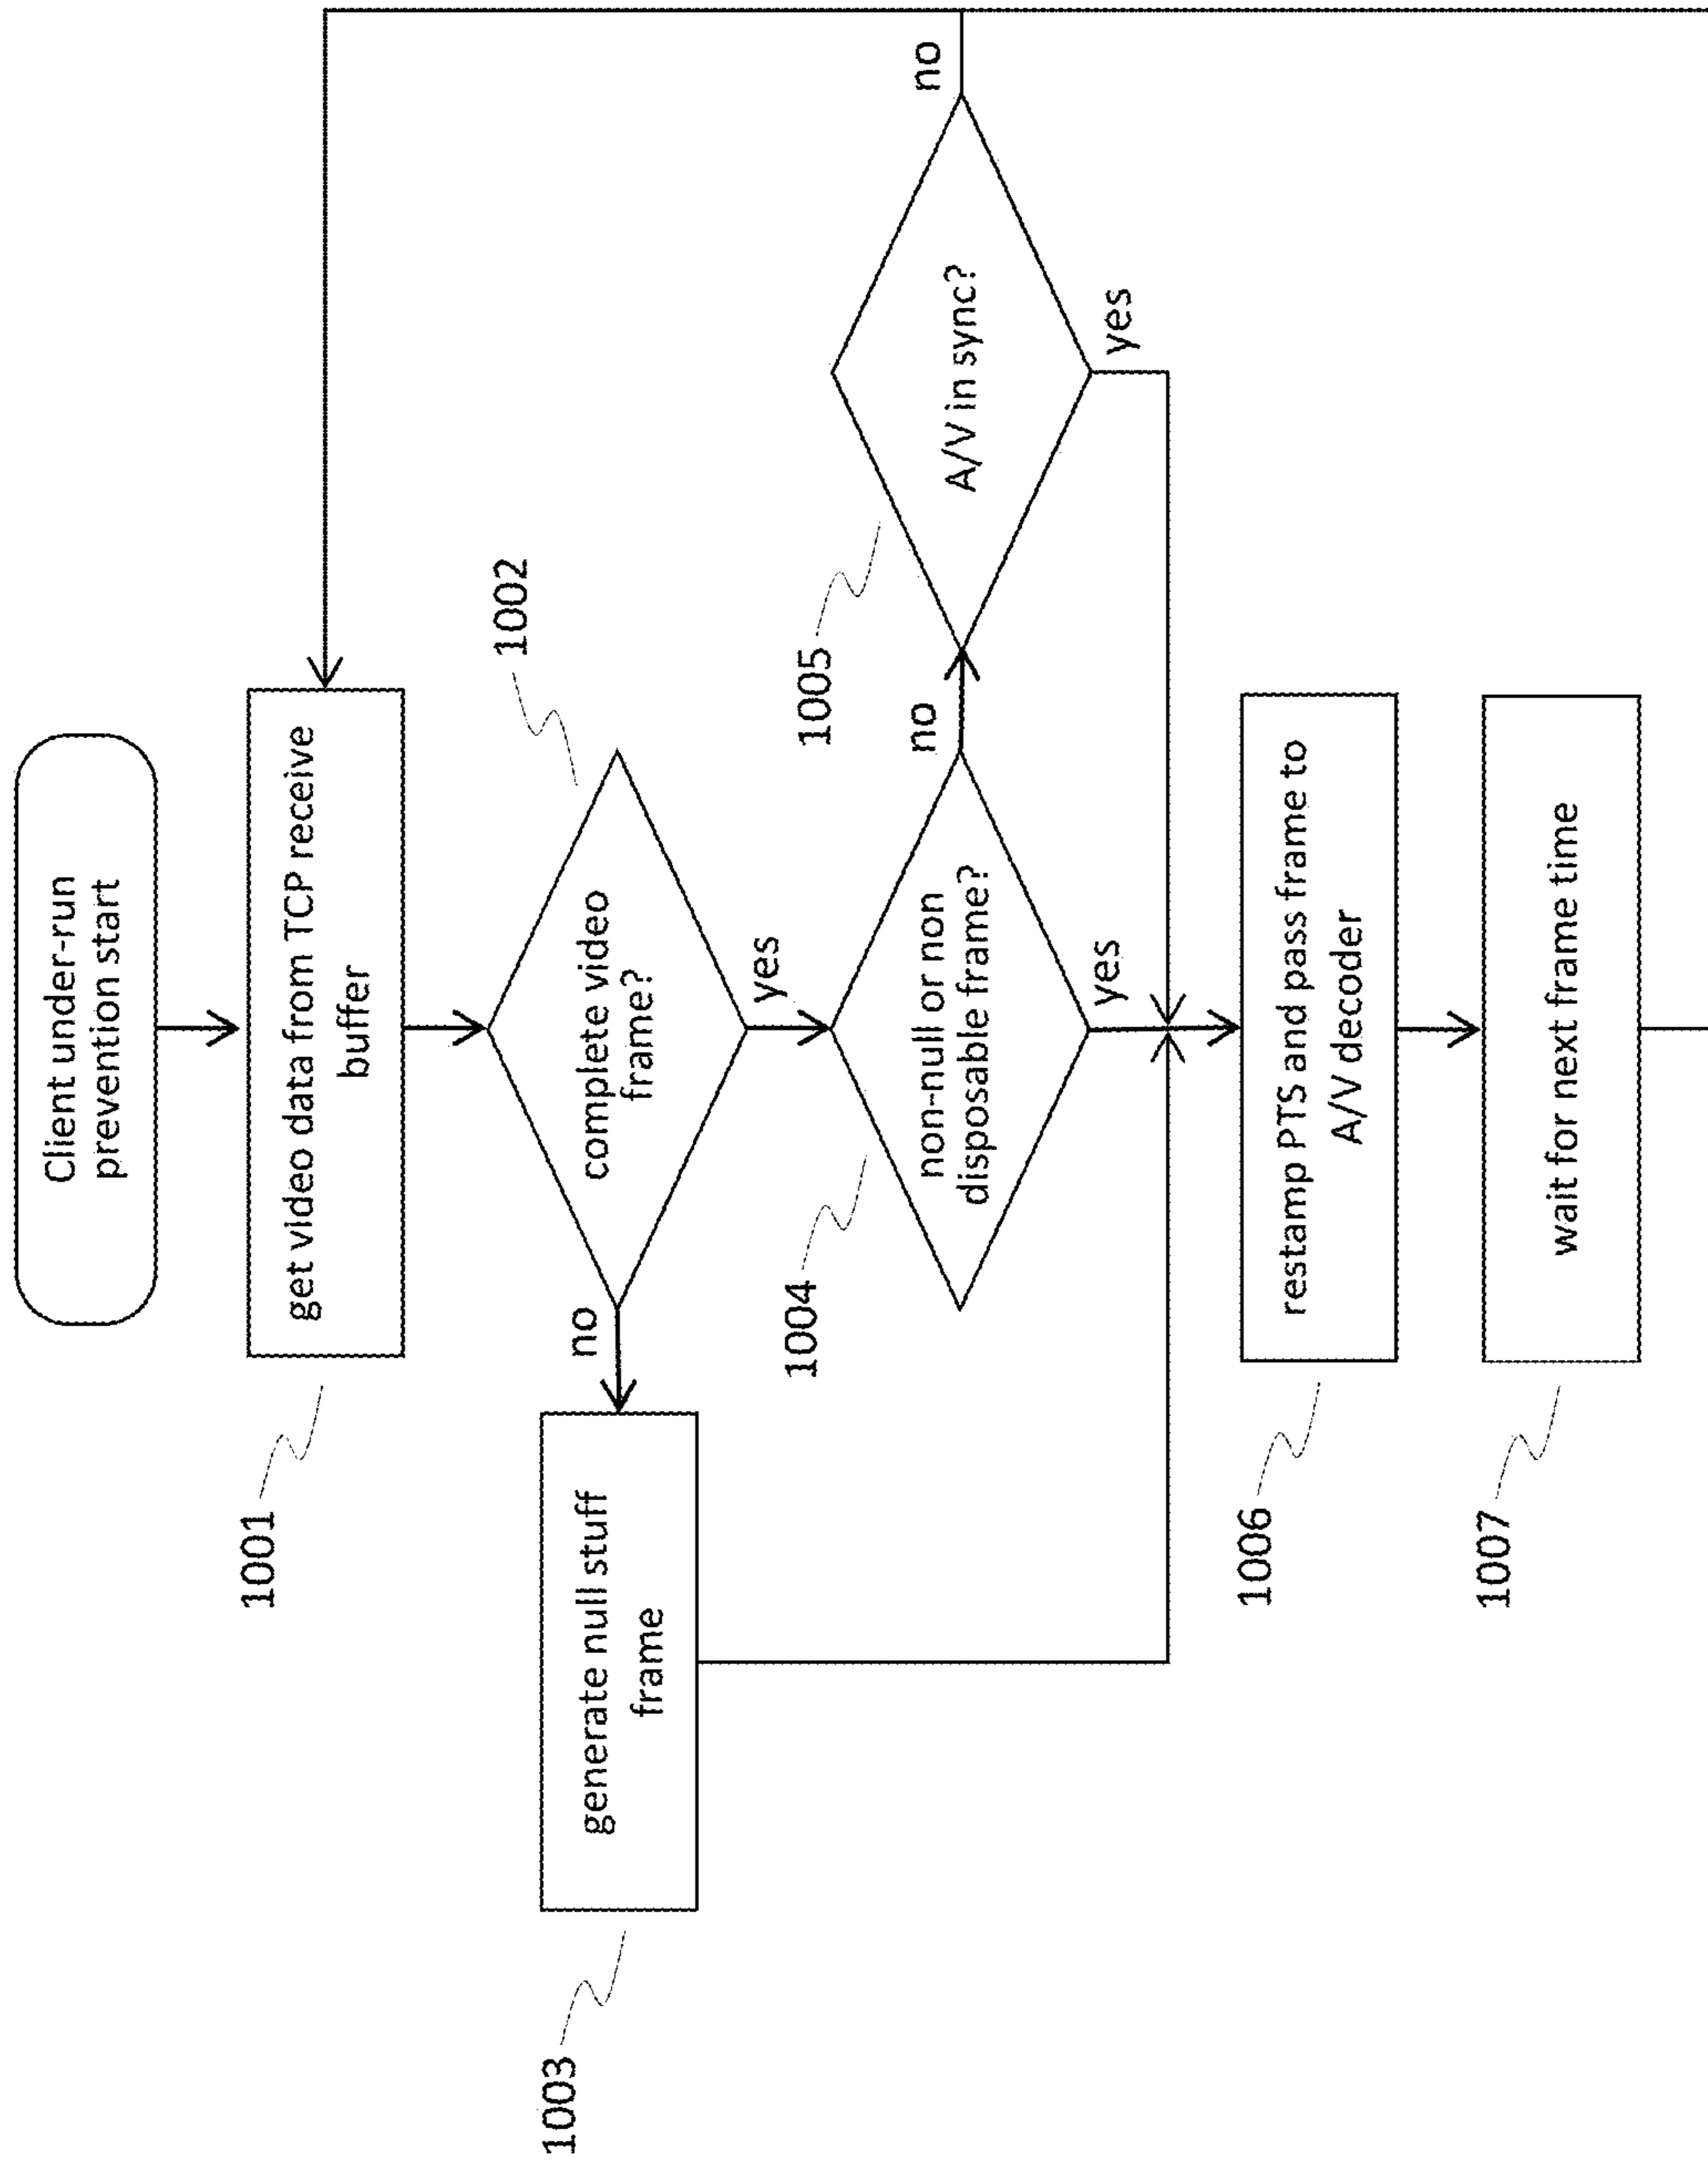 Client under-run
prevention start
1001
get video data from TCP receive
buffer
1002
complete video
frame?
no
yes
1003
generate null stuff
frame
1004
non-null or non
disposable frame?
no
yes
1005
A/V in sync?
no
yes
1006
restamp PTS and pass frame to
A/V decoder
1007
wait for next frame time